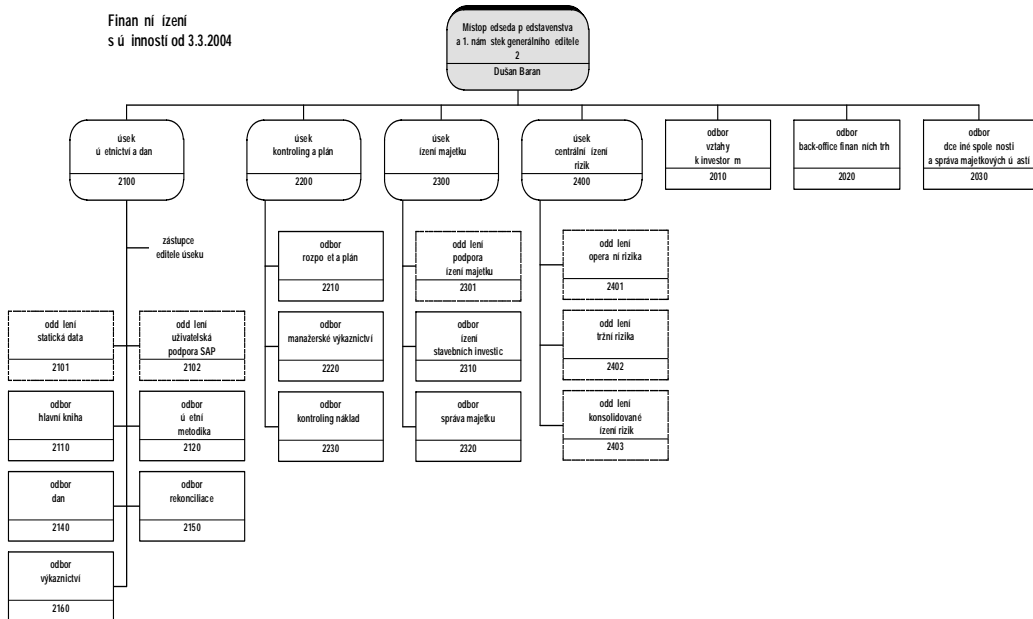 Finan ní ízení
s ú inností od 3.3.2004
Místop edseda p edstavenstva
a 1. nám stek generálního editele
2
Dušan Baran
úsek
ú etnictví a dan
2100
úsek
kontroling a plán
2200
úsek
ízení majetku
2300
úsek
centrální ízení
rizik
2400
odbor
vztahy
k investor m
2010
odbor
back-office finan ních trh
2020
odbor
dce iné spole nosti
a správa majetkových ú astí
2030
zástupce
editele úseku
odd lení
statická data
2101
odd lení
uživatelská
podpora SAP
2102
odbor
hlavní kniha
2110
odbor
ú etní
metodika
2120
odbor
dan
2140
odbor
rekonciliace
2150
odbor
výkaznictví
2160
odbor
rozpo et a plán
2210
odbor
manažerské výkaznictví
2220
odbor
kontroling náklad
2230
odd lení
podpora
ízení majetku
2301
odbor
ízení
stavebních investic
2310
odbor
správa majetku
2320
odd lení
opera ní rizika
2401
odd lení
tržní rizika
2402
odd lení
konsolidované
ízení rizik
2403